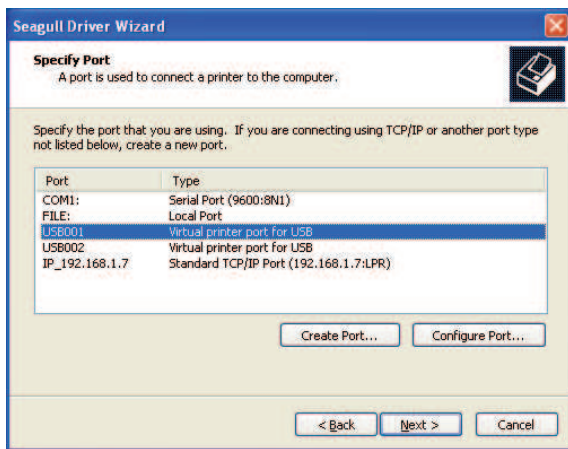 Seagull Driver Wizard
Specify Port
A port is used to connect a printer to the computer.
Specify the port that you are using. If you are connecting using TCP/IP or another port type
not listed below, create a new port.
Port Type
COM1: Serial Port (9600:8N1)
FILE: Local Port
USB001 Virtual printer port for USB
USB002 Virtual printer port for USB
IP_192.168.1.7 Standard TCP/IP Port (192.168.1.7:LPR)
Create Port... Configure Port...
< Back Next > Cancel